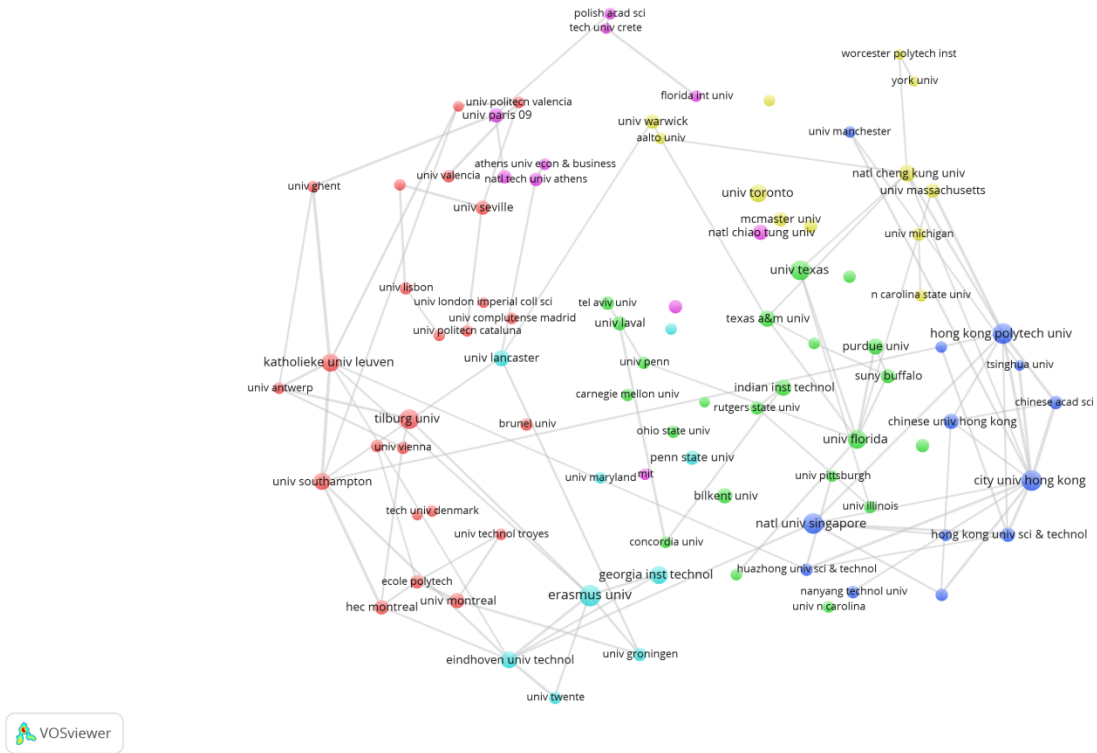 polish acad sci
tech univ crete
worcester polytech inst
york univ
florida int univ
univ politecn valencia
univ paris 09
univ warwick
aalto univ
univ manchester
athens univ econ & business
univ valencia
natl tech univ athens
natl cheng kung univ
univ massachusetts
univ ghent
univ toronto
univ seville
mcmaster univ
natl chiao tung univ
univ michigan
univ texas
univ lisbon
n carolina state univ
univ london imperial coll sci
tel aviv univ
univ complutense madrid
texas a&m univ
univ laval
univ politecn cataluna
hong kong polytech univ
purdue univ
univ lancaster
katholieke univ leuven
univ penn
tsinghua univ
suny buffalo
univ antwerp
indian inst technol
carnegie mellon univ
chinese acad sci
rutgers state univ
tilburg univ
brunel univ
chinese univ hong kong
ohio state univ
univ florida
univ vienna
penn state univ
univ maryland
mit
univ pittsburgh
univ southampton
city univ hong kong
bilkent univ
univ illinois
tech univ denmark
natl univ singapore
univ technol troyes
hong kong univ sci & technol
concordia univ
huazhong univ sci & technol
georgia inst technol
ecole polytech
nanyang technol univ
erasmus univ
univ montreal
hec montreal
univ n carolina
univ groningen
eindhoven univ technol
univ twente
VOSviewer